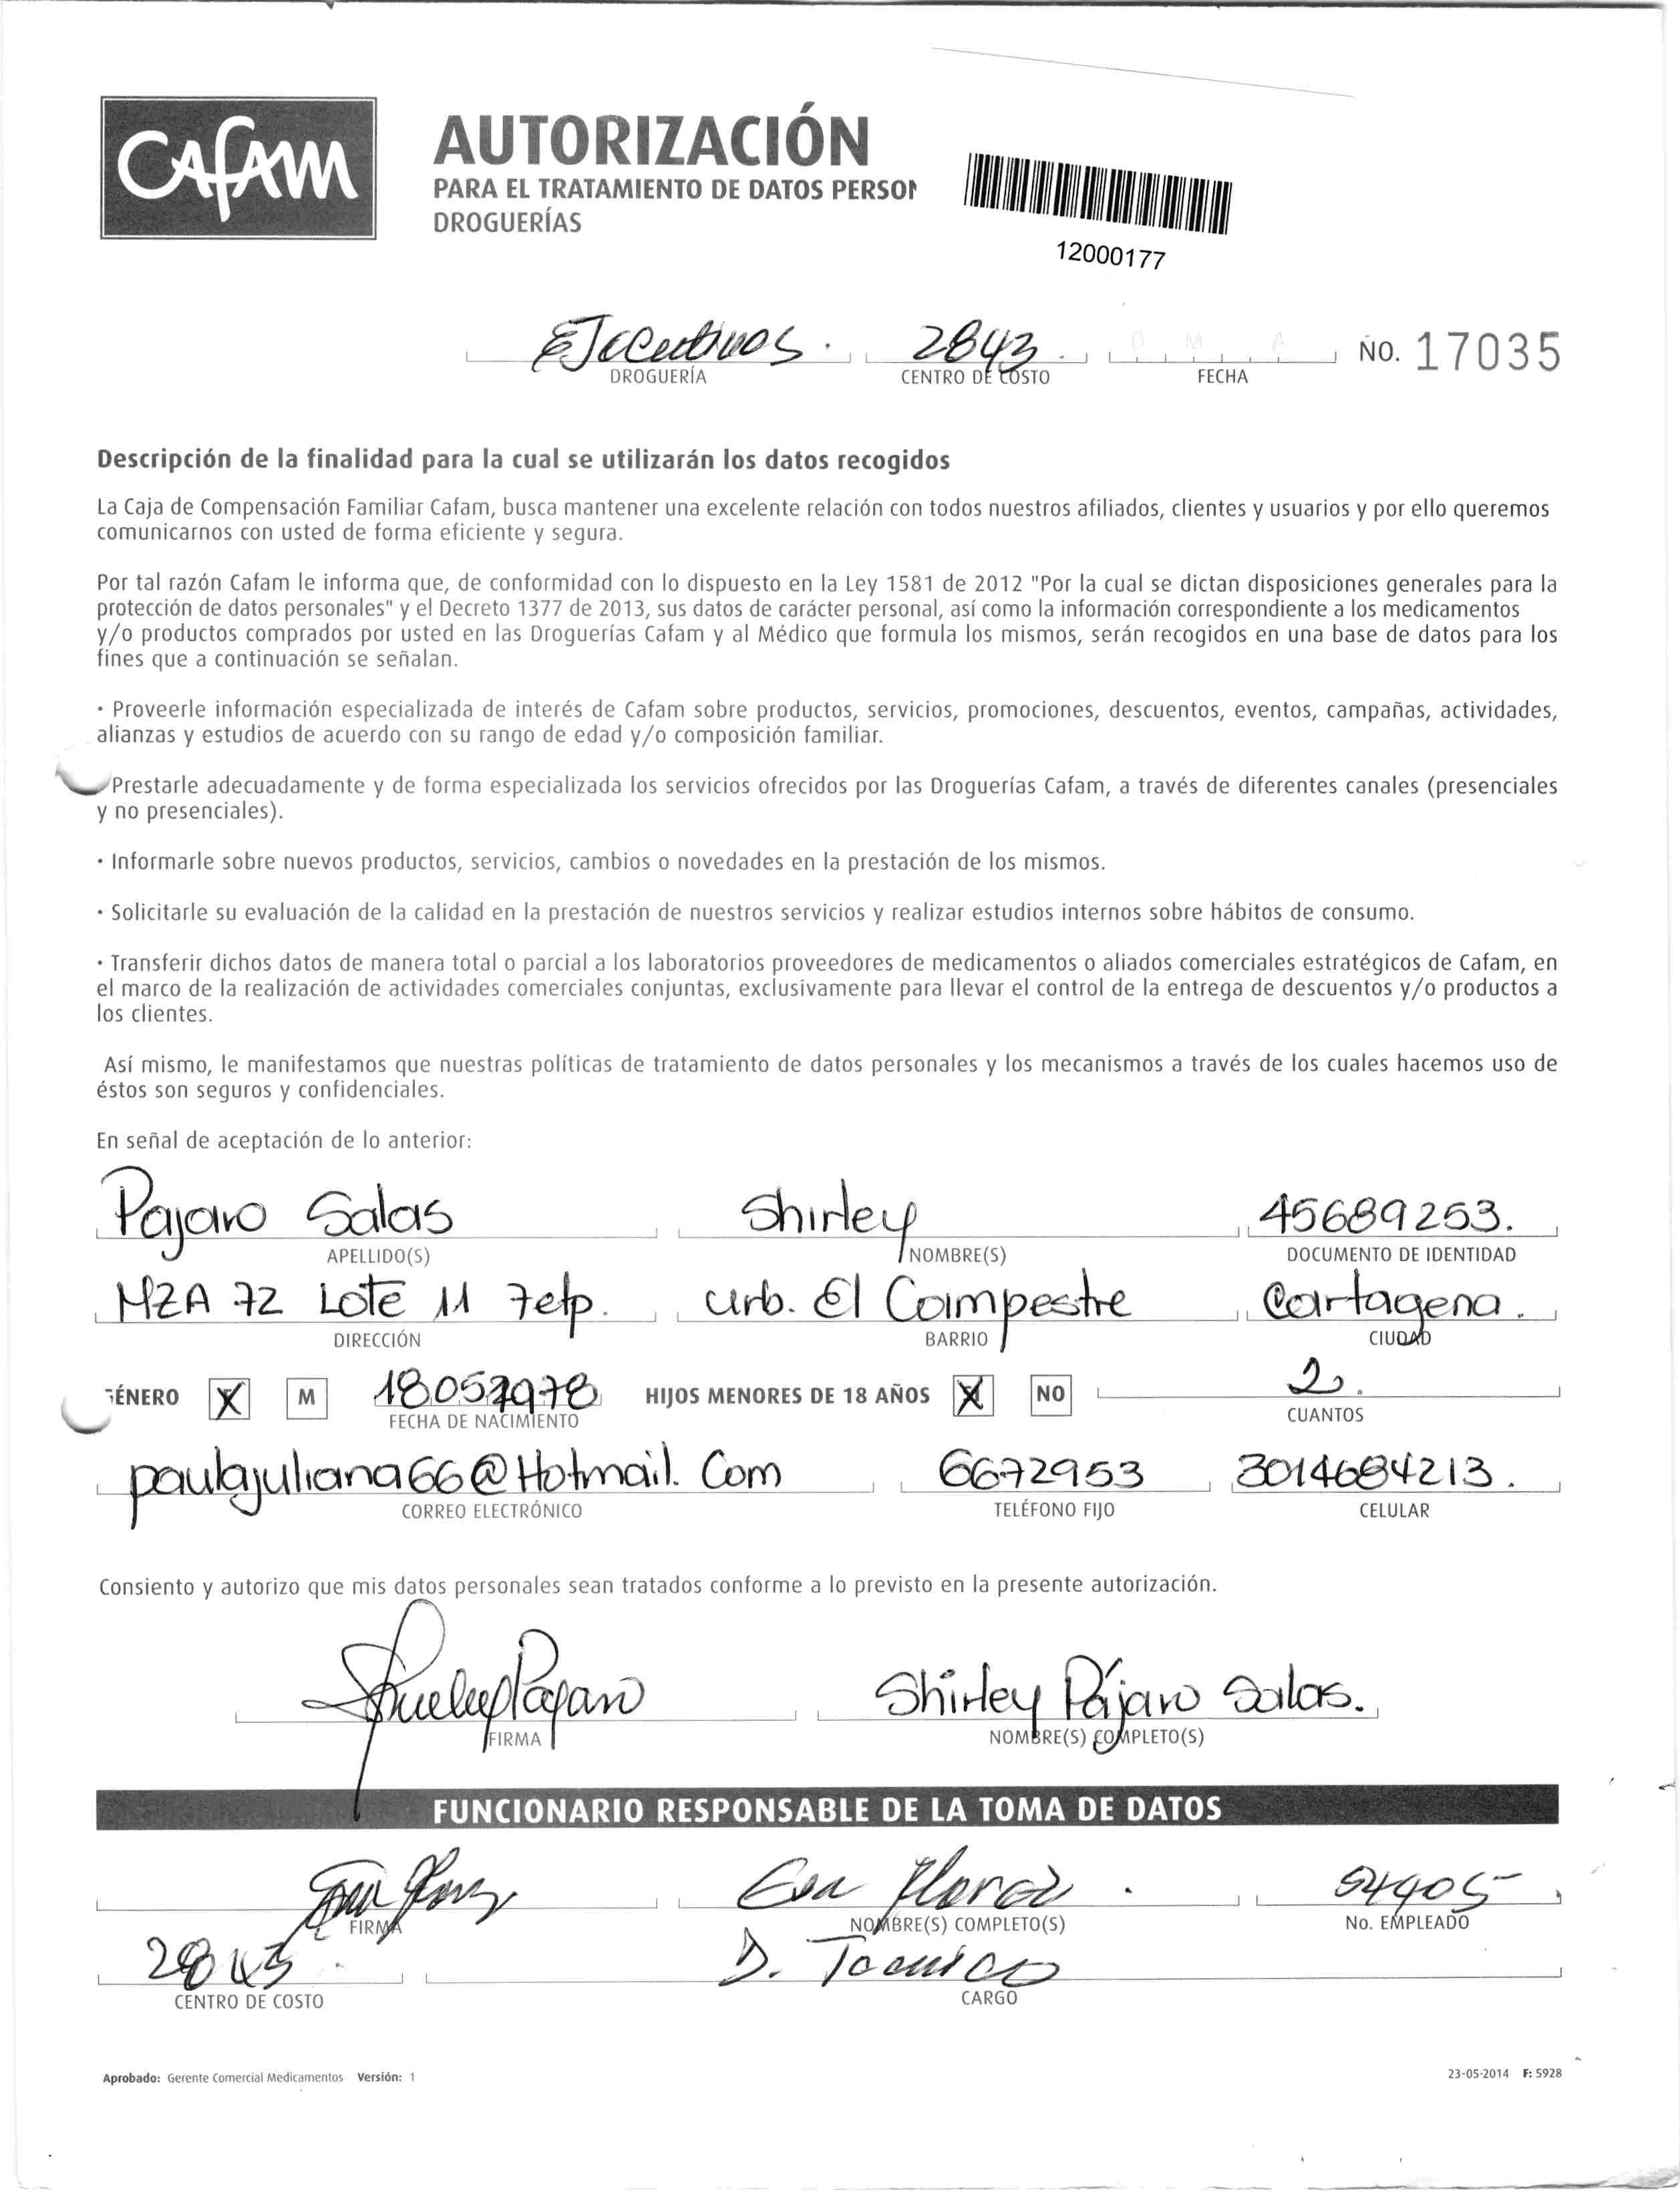 CAFAM
AUTORIZACIÓN
PARA EL TRATAMIENTO DE DATOS PERSO
DROGUERÍAS
12000177
Ejecutivos. 2843. D M A NO. 17035
DROGUERÍA CENTRO DE COSTO FECHA
Descripción de la finalidad para la cual se utilizarán los datos recogidos
La Caja de Compensación Familiar Cafam, busca mantener una excelente relación con todos nuestros afiliados, clientes y usuarios y por ello queremos
comunicarnos con usted de forma eficiente y segura.
Por tal razón Cafam le informa que, de conformidad con lo dispuesto en la Ley 1581 de 2012 "Por la cual se dictan disposiciones generales para la
protección de datos personales" y el Decreto 1377 de 2013, sus datos de carácter personal, así como la información correspondiente a los medicamentos
y/o productos comprados por usted en las Droguerías Cafam y al Médico que formula los mismos, serán recogidos en una base de datos para los
fines que a continuación se señalan.
· Proveerle información especializada de interés de Cafam sobre productos, servicios, promociones, descuentos, eventos, campañas, actividades,
alianzas y estudios de acuerdo con su rango de edad y/o composición familiar.
Prestarle adecuadamente y de forma especializada los servicios ofrecidos por las Droguerías Cafam, a través de diferentes canales (presenciales
y no presenciales).
· Informarle sobre nuevos productos, servicios, cambios o novedades en la prestación de los mismos.
· Solicitarle su evaluación de la calidad en la prestación de nuestros servicios y realizar estudios internos sobre hábitos de consumo.
· Transferir dichos datos de manera total o parcial a los laboratorios proveedores de medicamentos o aliados comerciales estratégicos de Cafam, en
el marco de la realización de actividades comerciales conjuntas, exclusivamente para llevar el control de la entrega de descuentos y/o productos a
los clientes.
Así mismo, le manifestamos que nuestras políticas de tratamiento de datos personales y los mecanismos a través de los cuales hacemos uso de
éstos son seguros y confidenciales.
En señal de aceptación de lo anterior:
Pajaro Salas Shirley 45689253.
APELLIDO(S) NOMBRE(S) DOCUMENTO DE IDENTIDAD
MZA 72 Lote 11 7etp. urb. El Campestre Cartagena.
DIRECCIÓN BARRIO CIUDAD
GÉNERO X M 18051978 HIJOS MENORES DE 18 AÑOS X NO 2.
FECHA DE NACIMIENTO CUANTOS
paulajuliana66@Hotmail.Com 6672953 3014684213.
CORREO ELECTRÓNICO TELÉFONO FIJO CELULAR
Consiento y autorizo que mis datos personales sean tratados conforme a lo previsto en la presente autorización.
Shirley Pajaro Shirley Pájaro Salas.
FIRMA NOMBRE(S) COMPLETO(S)
FUNCIONARIO RESPONSABLE DE LA TOMA DE DATOS
Eva Florez.
FIRMA NOMBRE(S) COMPLETO(S) No. EMPLEADO
2843. D. Tecnico
CENTRO DE COSTO CARGO
Aprobado: Gerente Comercial Medicamentos Versión: 1 23-05-2014 F: 5928